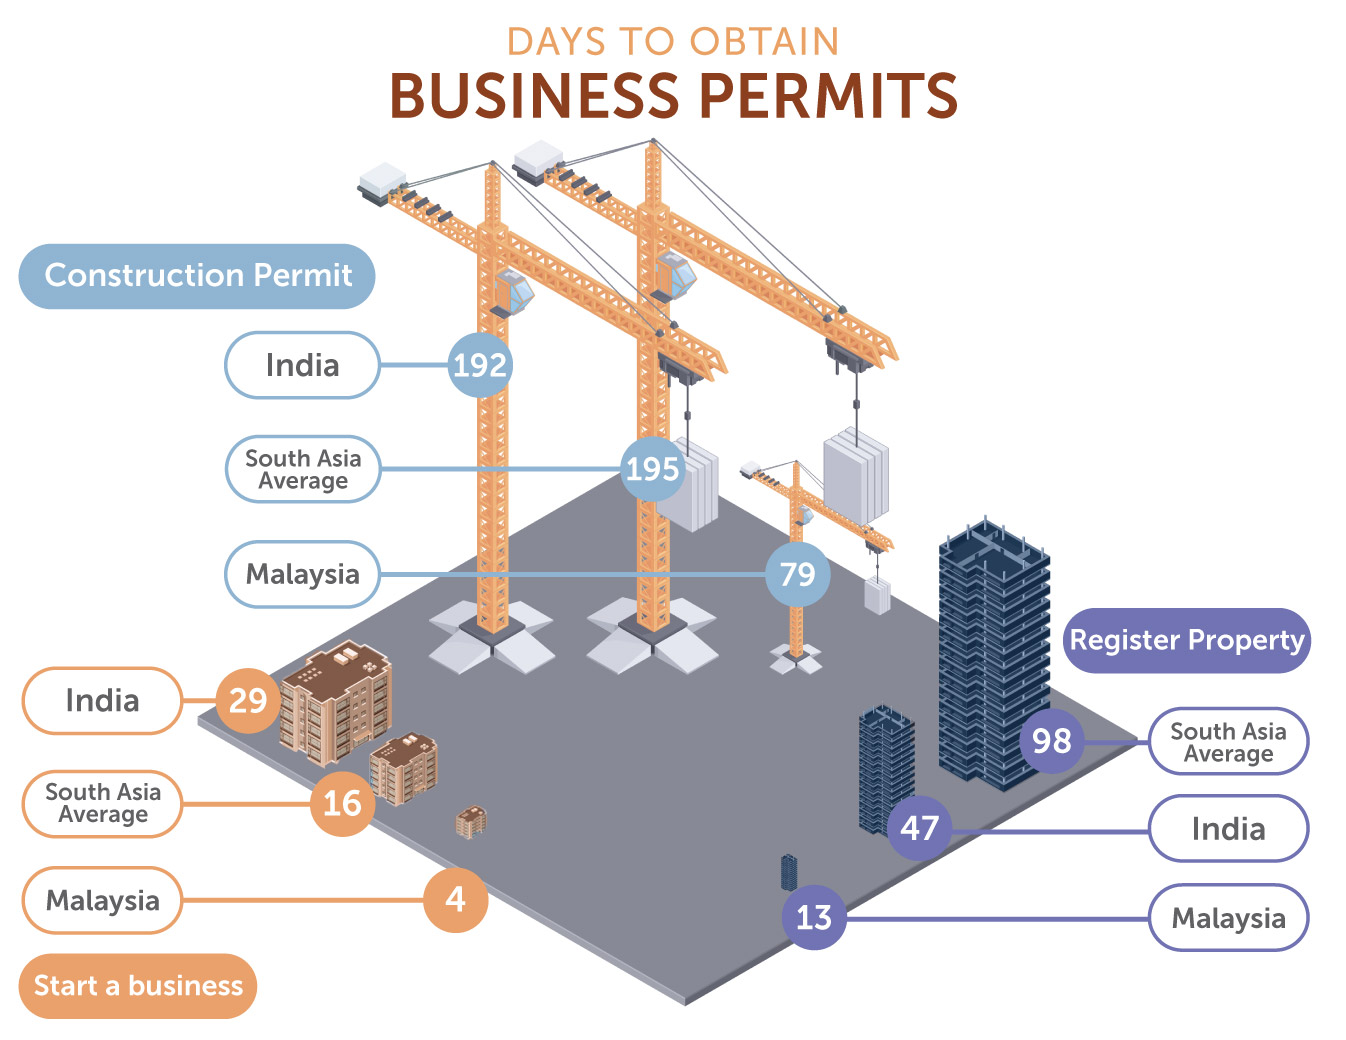 DAYS TO OBTAIN
BUSINESS PERMITS
Construction Permit
India
192
South Asia
Average
195
Malaysia
79
India
29
South Asia
Average
16
Malaysia
4
Start a business
Register Property
98
South Asia
Average
47
India
13
Malaysia